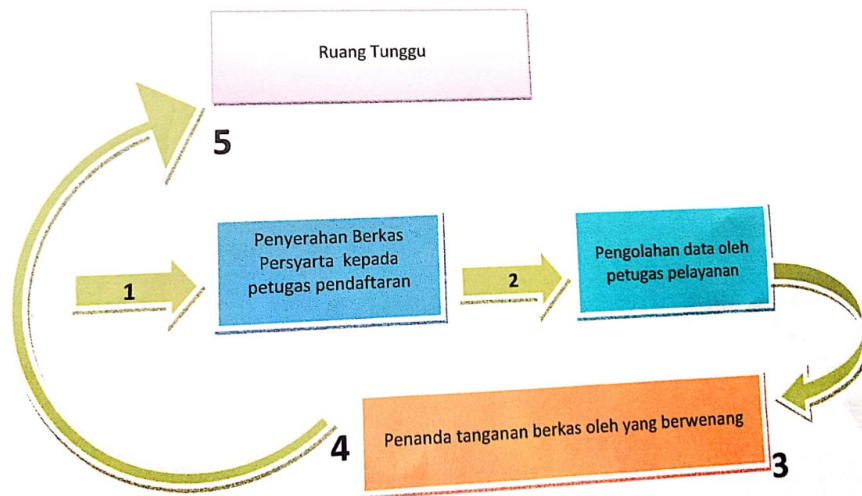 Ruang Tunggu
5
Penyerahan Berkas
Persyarta kepada
petugas pendaftaran
1
2
Pengolahan data oleh
petugas pelayanan
4
Penanda tanganan berkas oleh yang berwenang
3